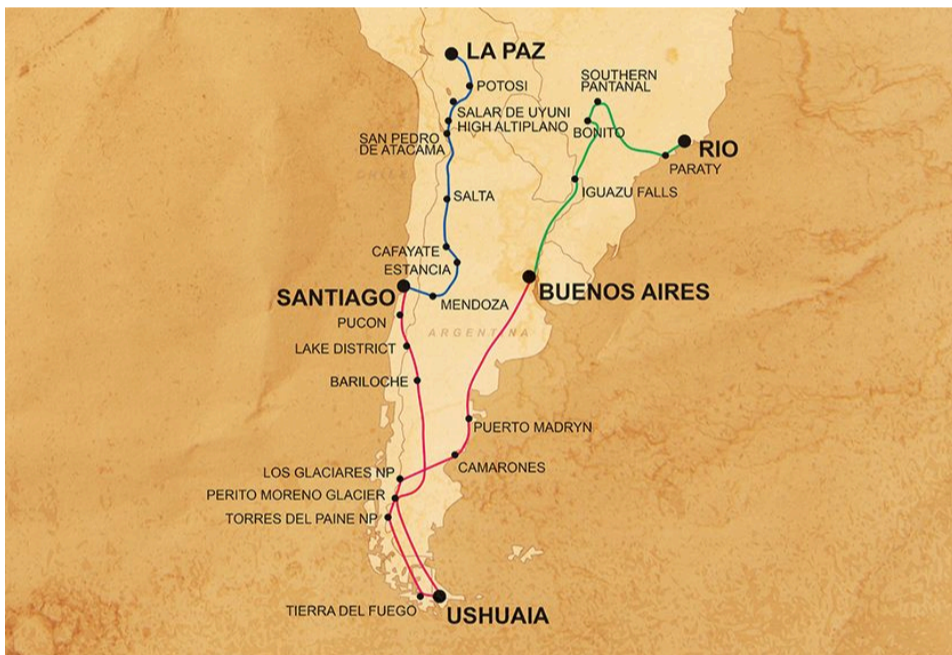 LA PAZ
POTOSI
SOUTHERN
PANTANAL
SALAR DE UYUNI
HIGH ALTIPLANO
BONITO
SAN PEDRO
DE ATACAMA
RIO
PARATY
CHILE
SALTA
IGUAZU FALLS
CAFAYATE
ESTANCIA
SANTIAGO
MENDOZA
BUENOS AIRES
PUCON
ARGENTINA
LAKE DISTRICT
BARILOCHE
PUERTO MADRYN
CAMARONES
LOS GLACIARES NP
PERITO MORENO GLACIER
TORRES DEL PAINE NP
TIERRA DEL FUEGO
USHUAIA